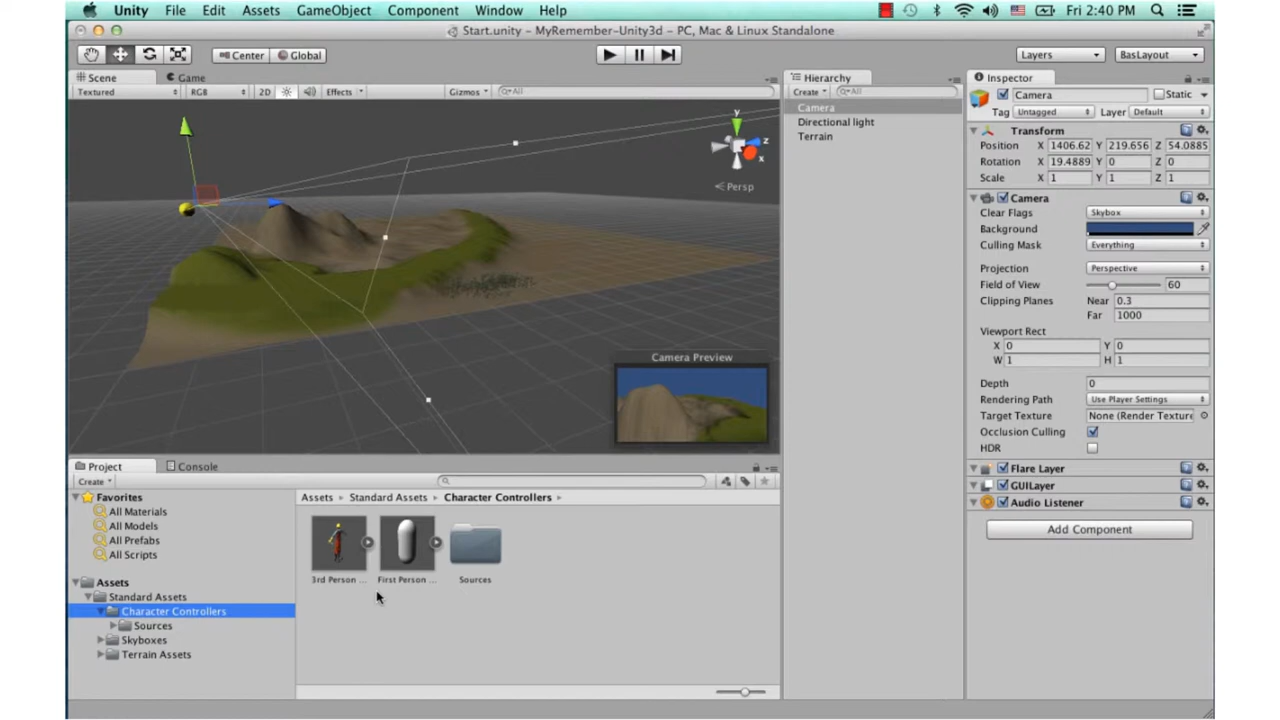 Unity File Edit Assets GameObject Component Window Help Fri 2:40 PM
Start.unity - MyRemember-Unity3d - PC, Mac & Linux Standalone
Center Global Layers BasLayout
Scene Game
Textured RGB 2D Effects Gizmos All
y
z
x
Persp
Camera Preview
Hierarchy
Create All
Camera
Directional light
Terrain
Inspector
Camera Static
Tag Untagged Layer Default
Transform
Position X 1406.62 Y 219.656 Z 54.0885
Rotation X 19.4889 Y 0 Z 0
Scale X 1 Y 1 Z 1
Camera
Clear Flags Skybox
Background
Culling Mask Everything
Projection Perspective
Field of View 60
Clipping Planes Near 0.3
Far 1000
Viewport Rect
X 0 Y 0
W 1 H 1
Depth 0
Rendering Path Use Player Settings
Target Texture None (Render Texture
Occlusion Culling
HDR
Flare Layer
GUILayer
Audio Listener
Add Component
Project Console
Create
Favorites
All Materials
All Models
All Prefabs
All Scripts
Assets
Standard Assets
Character Controllers
Sources
Skyboxes
Terrain Assets
Assets Standard Assets Character Controllers
3rd Person ... First Person ... Sources